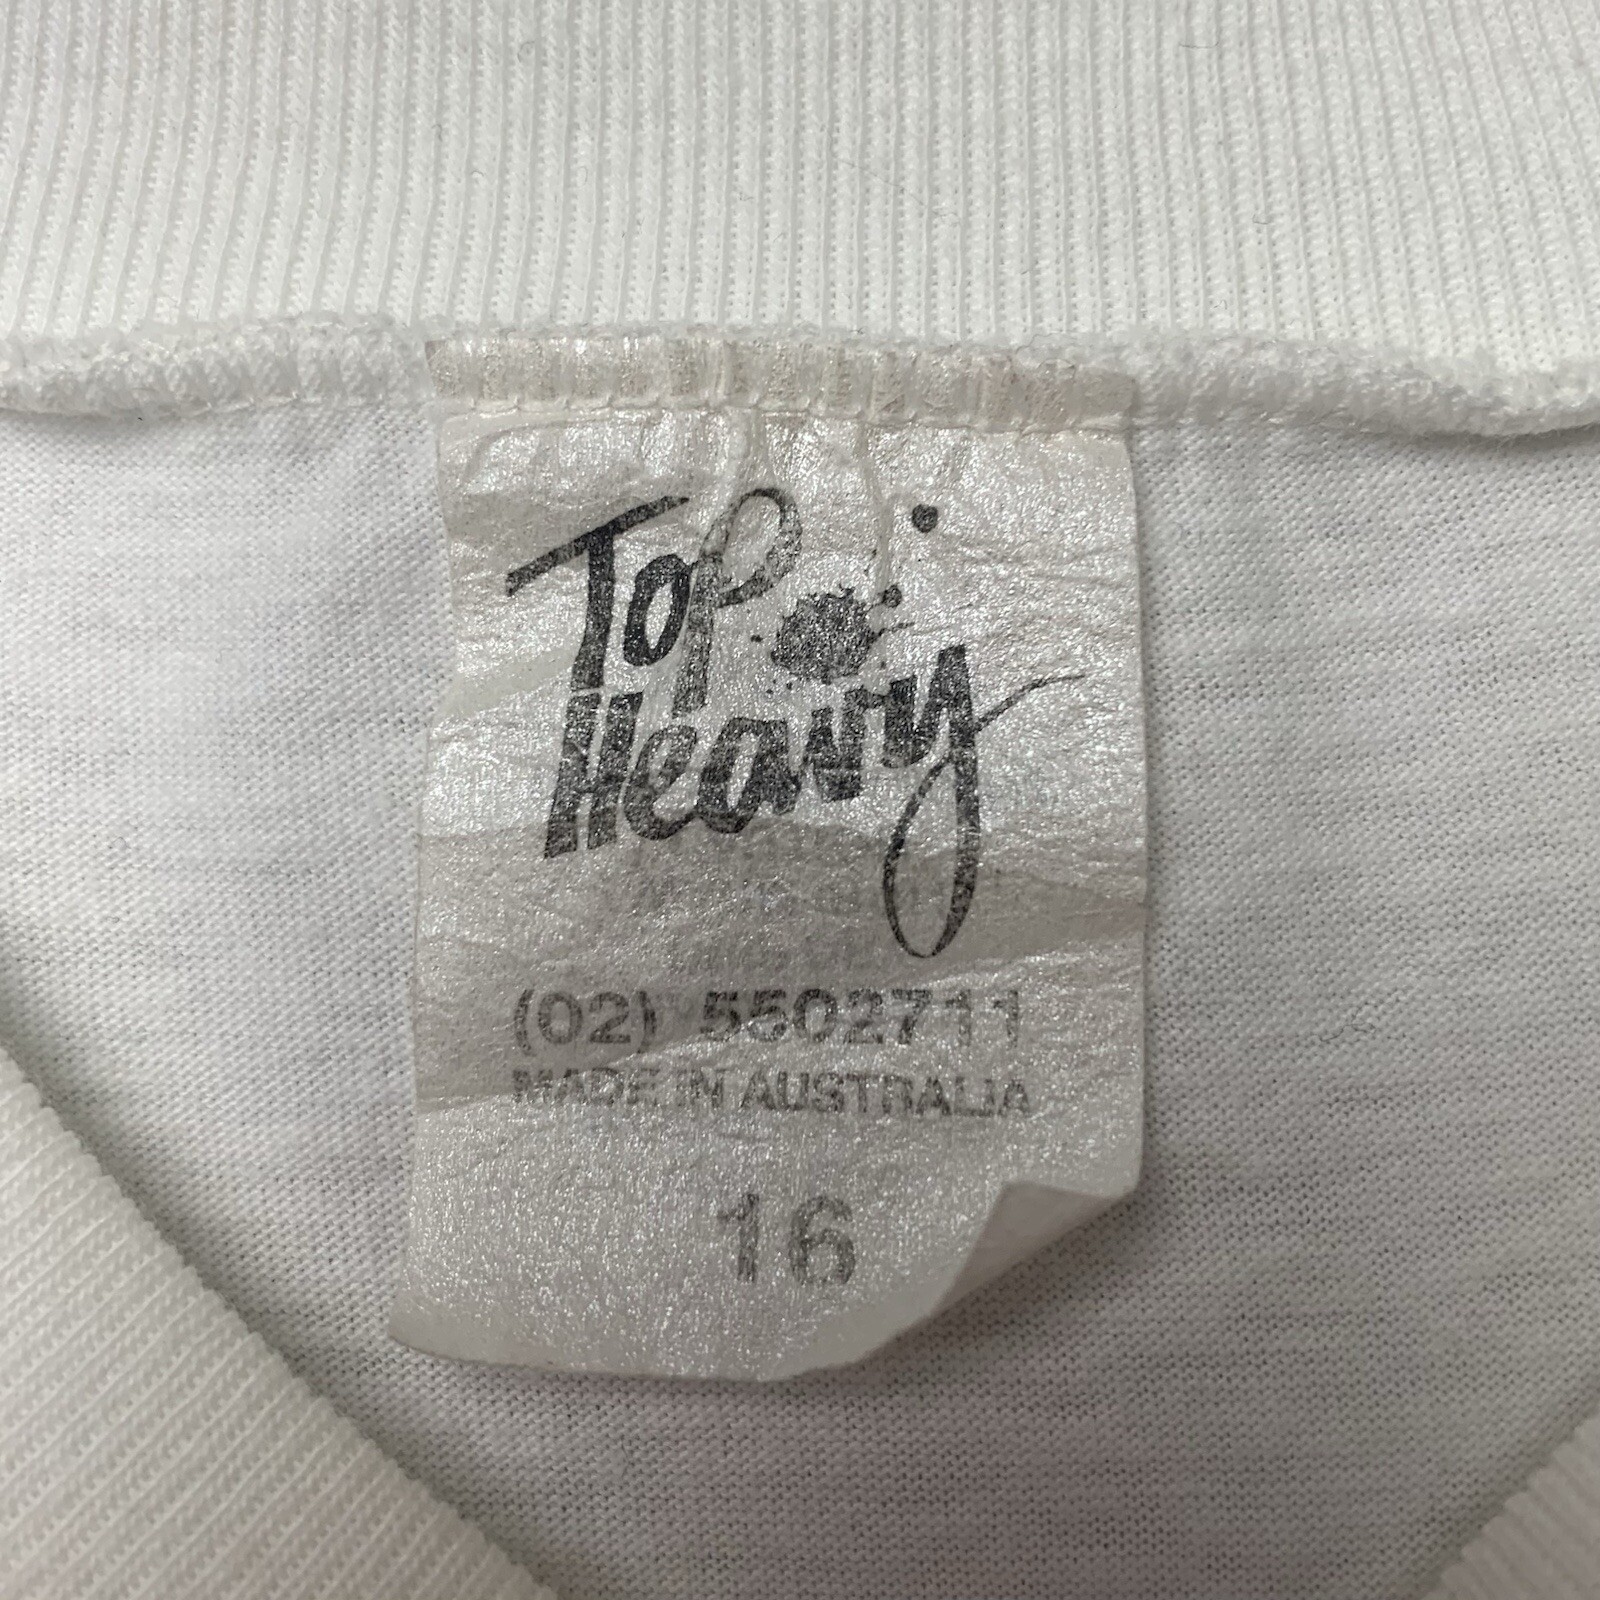 Top
Heavy
(02) 5502711
MADE IN AUSTRALIA
16